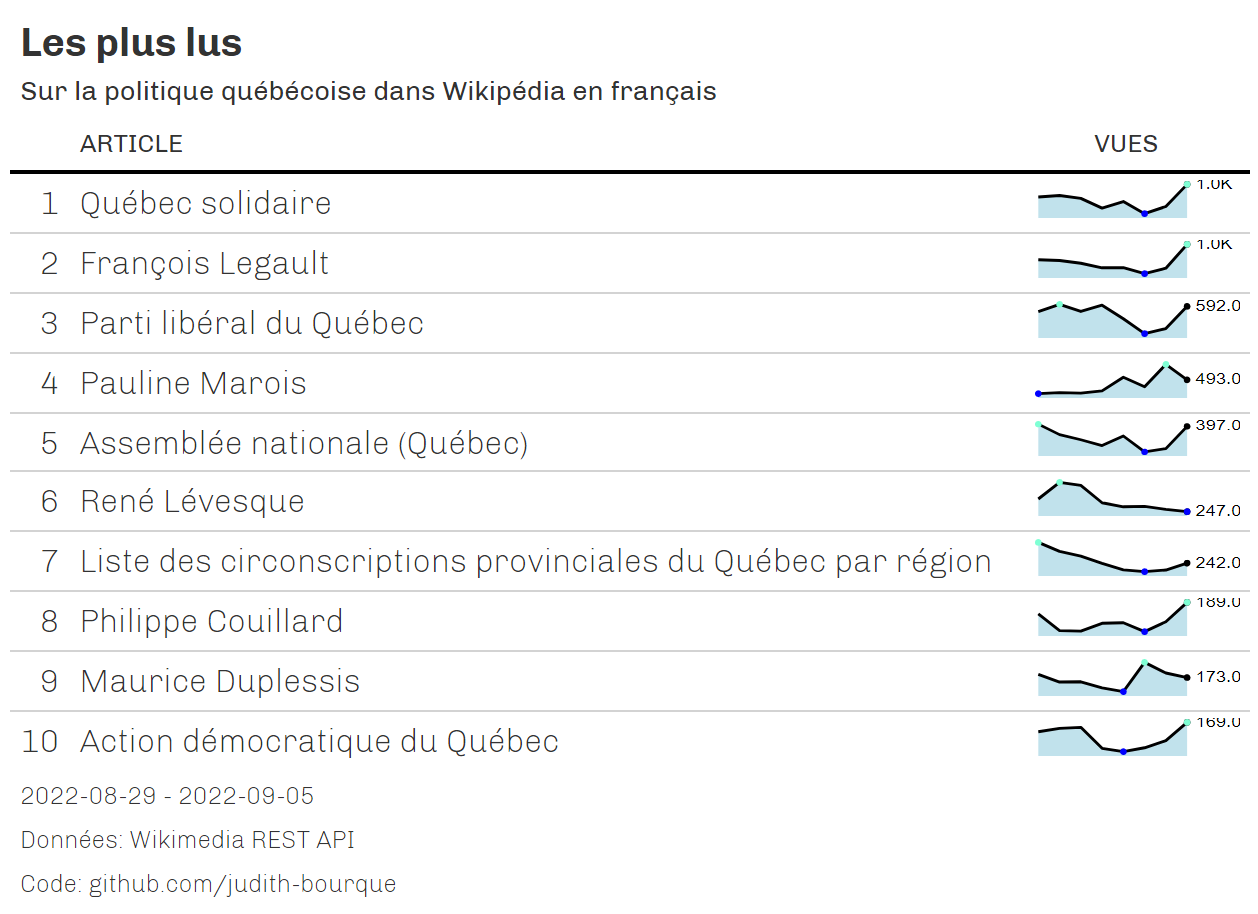 Les plus lus
Sur la politique québécoise dans Wikipédia en français
ARTICLE VUES
1 Québec solidaire 1.0K
2 François Legault 1.0K
3 Parti libéral du Québec 592.0
4 Pauline Marois 493.0
5 Assemblée nationale (Québec) 397.0
6 René Lévesque 247.0
7 Liste des circonscriptions provinciales du Québec par région 242.0
8 Philippe Couillard 189.0
9 Maurice Duplessis 173.0
10 Action démocratique du Québec 169.0
2022-08-29 - 2022-09-05
Données: Wikimedia REST API
Code: github.com/judith-bourque